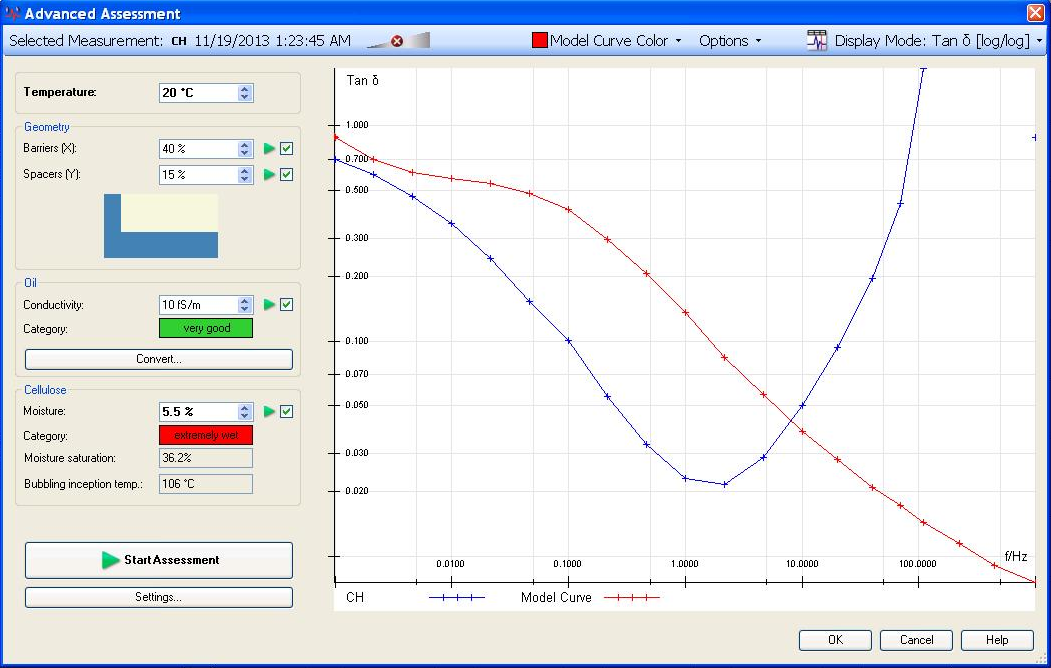 Advanced Assessment
Selected Measurement: CH 11/19/2013 1:23:45 AM Model Curve Color Options Display Mode: Tan δ [log/log]
Temperature: 20 °C
Geometry
Barriers (X): 40 %
Spacers (Y): 15 %
Oil
Conductivity: 10 fS/m
Category: very good
Convert...
Cellulose
Moisture: 5.5 %
Category: extremely wet
Moisture saturation: 36.2%
Bubbling inception temp.: 106 °C
Start Assessment
Settings...
Tan δ
1.000
0.700
0.500
0.300
0.200
0.100
0.070
0.050
0.030
0.020
f/Hz
0.0100 0.1000 1.0000 10.0000 100.0000
CH Model Curve
OK Cancel Help